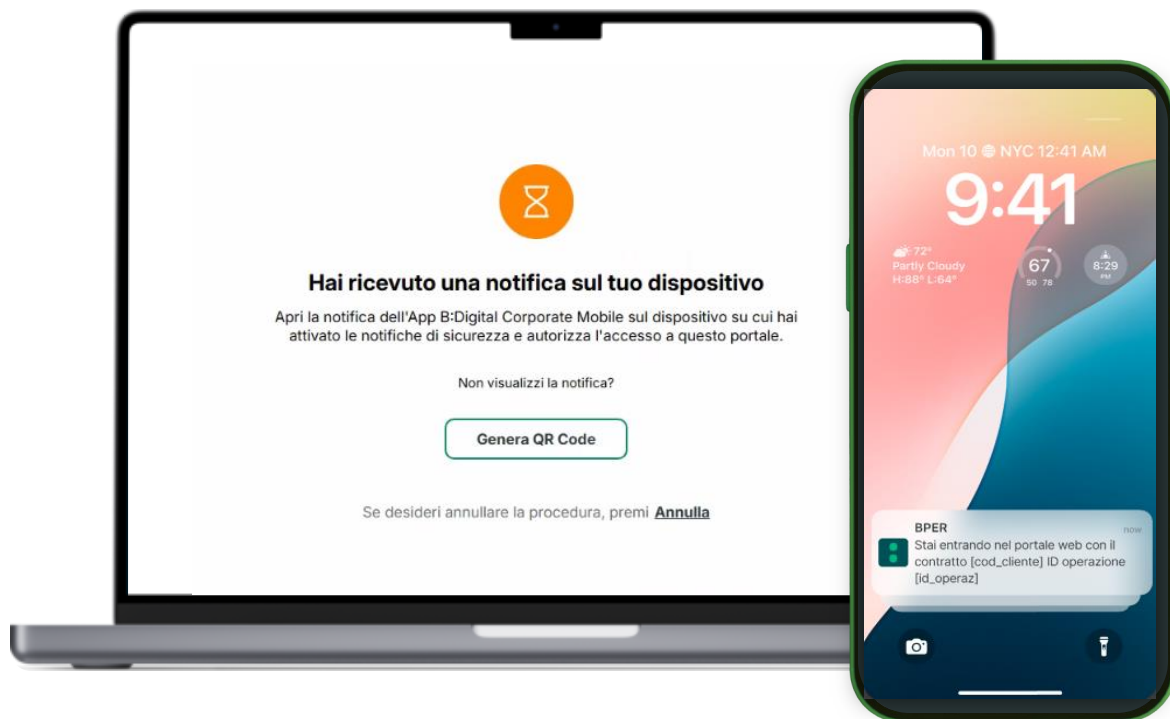 Hai ricevuto una notifica sul tuo dispositivo
Apri la notifica dell'App B:Digital Corporate Mobile sul dispositivo su cui hai
attivato le notifiche di sicurezza e autorizza l'accesso a questo portale.
Non visualizzi la notifica?
Genera QR Code
Se desideri annullare la procedura, premi Annulla
Mon 10 NYC 12:41 AM
9:41
72°
Partly Cloudy
H:88° L:64°
67
50 78
8:29
PM
BPER
now
Stai entrando nel portale web con il
contratto [cod_cliente] ID operazione
[id_operaz]